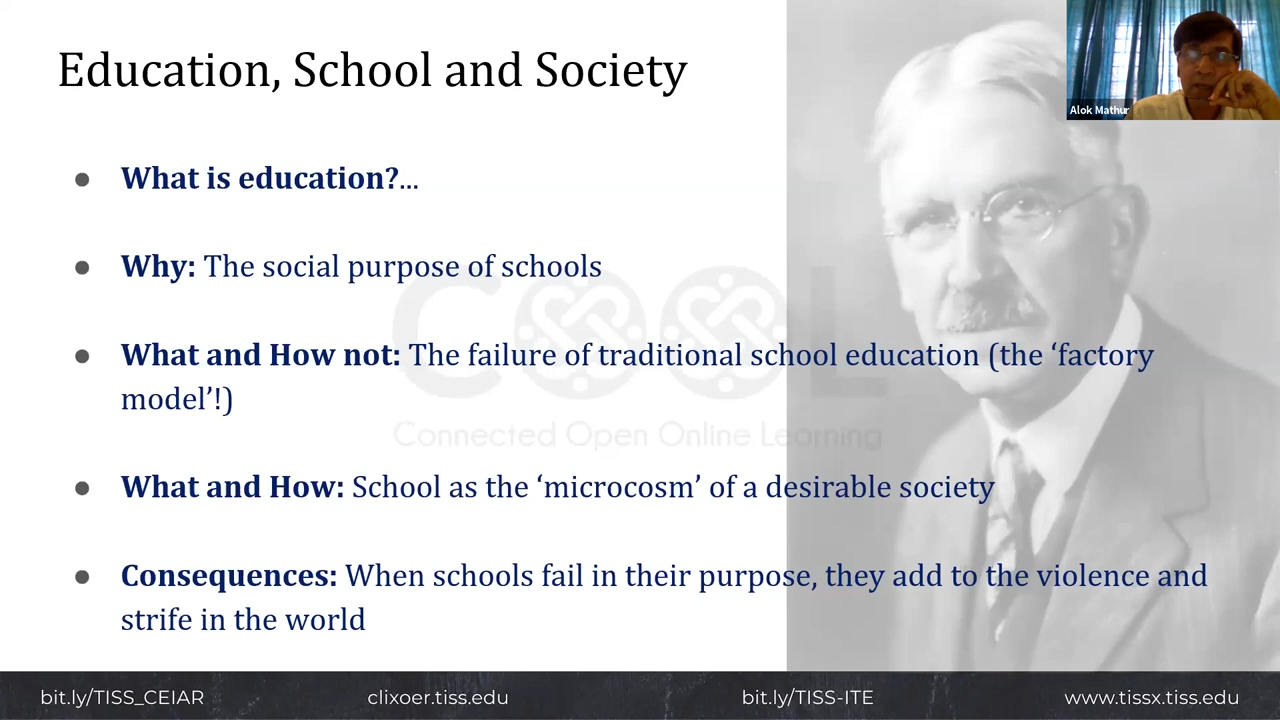 Education, School and Society
Alok Mathur
● What is education?...
● Why: The social purpose of schools
● What and How not: The failure of traditional school education (the ‘factory
model’!)
● What and How: School as the ‘microcosm’ of a desirable society
● Consequences: When schools fail in their purpose, they add to the violence and
strife in the world
COOL
Connected Open Online Learning
bit.ly/TISS_CEIAR
clixoer.tiss.edu
bit.ly/TISS-ITE
www.tissx.tiss.edu